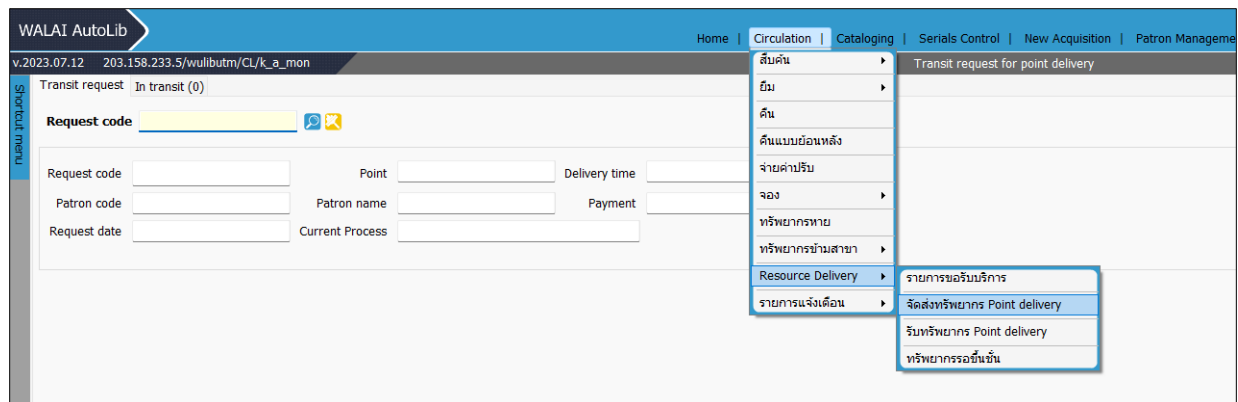 WALAI AutoLib
Home | Circulation | Cataloging | Serials Control | New Acquisition | Patron Manageme
v.2023.07.12 203.158.233.5/wulibutm/CL/k_a_mon
Transit request for point delivery
Shortcut menu
Transit request In transit (0)
Request code
Request code Point Delivery time
Patron code Patron name Payment
Request date Current Process
สืบค้น
ยืม
คืน
คืนแบบย้อนหลัง
จ่ายค่าปรับ
จอง
ทรัพยากรหาย
ทรัพยากรข้ามสาขา
Resource Delivery
รายการแจ้งเตือน
รายการขอรับบริการ
จัดส่งทรัพยากร Point delivery
รับทรัพยากร Point delivery
ทรัพยากรรอขึ้นชั้น